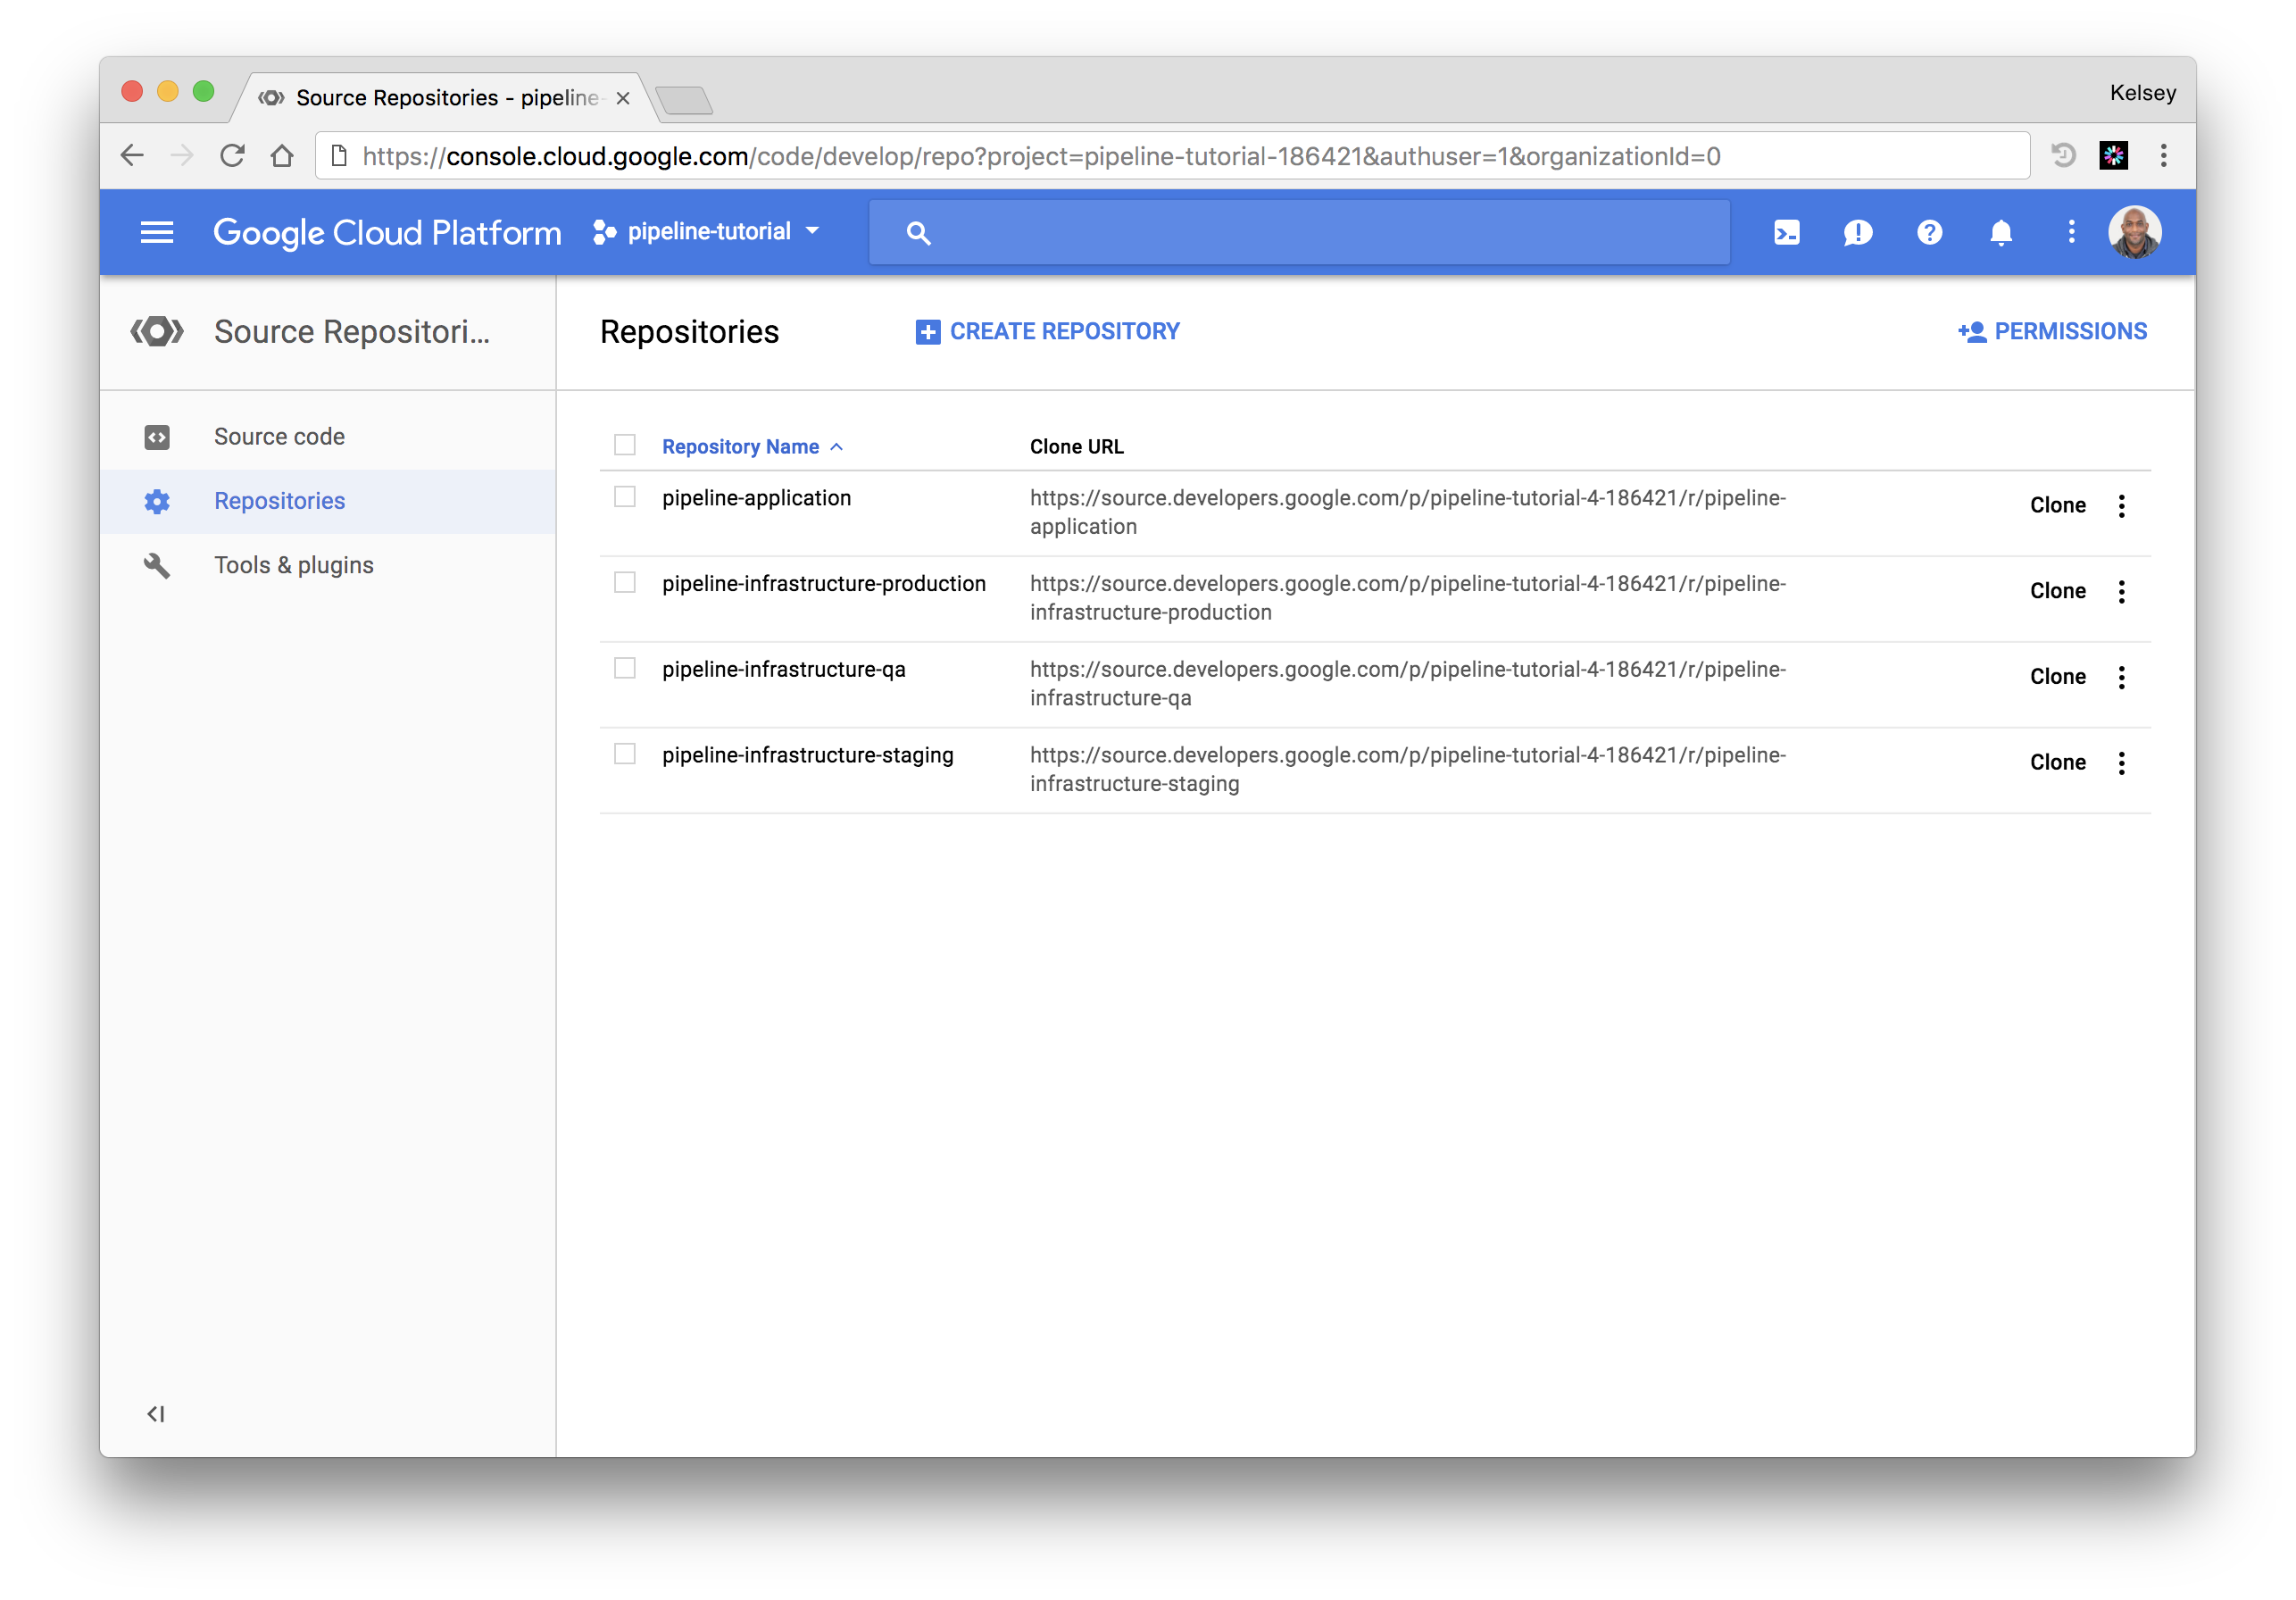 Source Repositories - pipeline-
Kelsey
https://console.cloud.google.com/code/develop/repo?project=pipeline-tutorial-186421&authuser=1&organizationId=0
Google Cloud Platform
pipeline-tutorial
Source Repositori...
Repositories
CREATE REPOSITORY
PERMISSIONS
Source code
Repositories
Tools & plugins
Repository Name
Clone URL
pipeline-application
https://source.developers.google.com/p/pipeline-tutorial-4-186421/r/pipeline-
application
Clone
pipeline-infrastructure-production
https://source.developers.google.com/p/pipeline-tutorial-4-186421/r/pipeline-
infrastructure-production
Clone
pipeline-infrastructure-qa
https://source.developers.google.com/p/pipeline-tutorial-4-186421/r/pipeline-
infrastructure-qa
Clone
pipeline-infrastructure-staging
https://source.developers.google.com/p/pipeline-tutorial-4-186421/r/pipeline-
infrastructure-staging
Clone